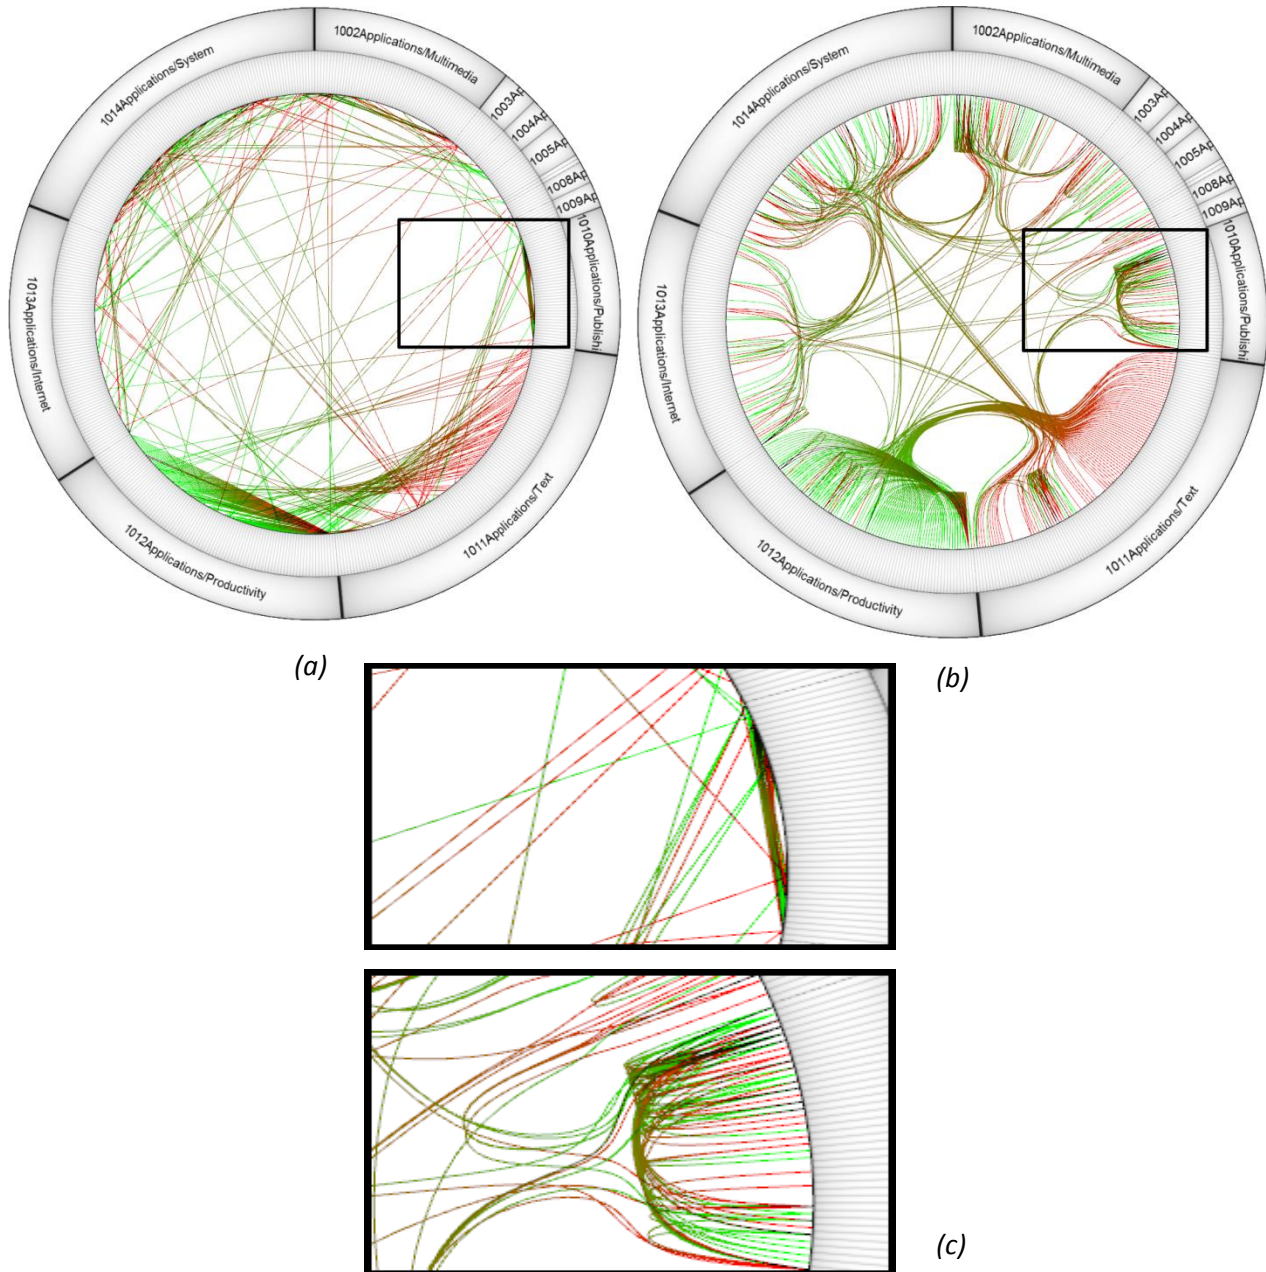 1014Applications/System
1002Applications/Multimedia
1003Ap
1004Ap
1005Ap
1008Ap
1009Ap
1010Applications/Publishi
1011Applications/Text
1012Applications/Productivity
1013Applications/Internet
1014Applications/System
1002Applications/Multimedia
1003Ap
1004Ap
1005Ap
1008Ap
1009Ap
1010Applications/Publishi
1011Applications/Text
1012Applications/Productivity
1013Applications/Internet
(a)
(b)
(c)